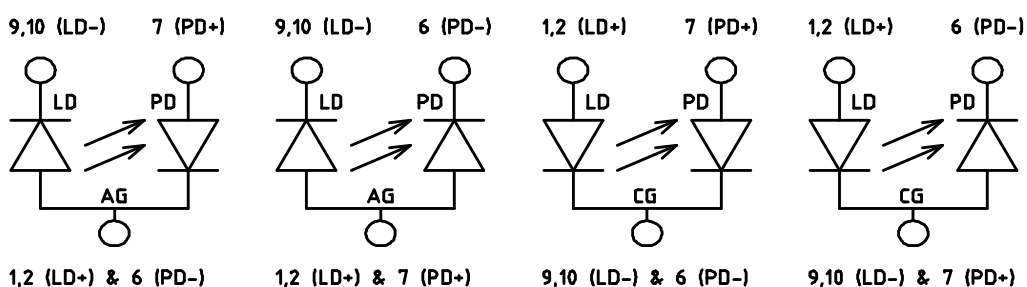 9,10 (LD-) 7 (PD+) 9,10 (LD-) 6 (PD-) 1,2 (LD+) 7 (PD+) 1,2 (LD+) 6 (PD-)
LD PD LD PD LD PD LD PD
AG AG CG CG
1,2 (LD+) & 6 (PD-) 1,2 (LD+) & 7 (PD+) 9,10 (LD-) & 6 (PD-) 9,10 (LD-) & 7 (PD+)